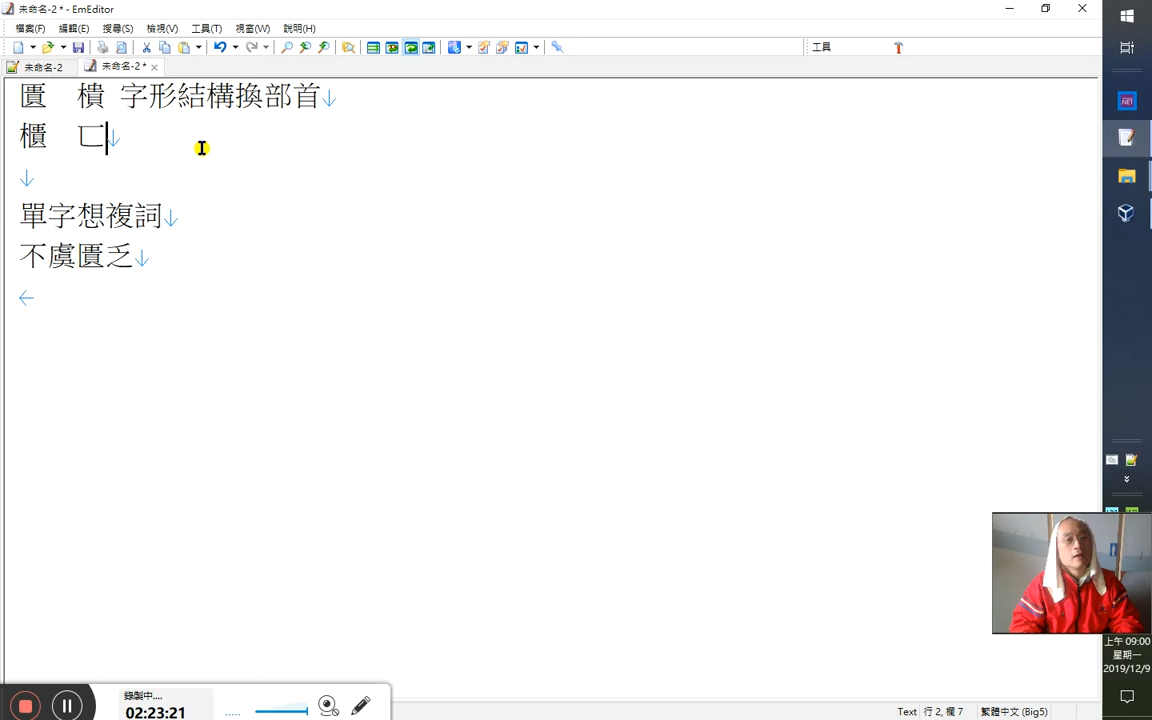 未命名-2 * - EmEditor
檔案(F) 編輯(E) 搜尋(S) 檢視(V) 工具(T) 視窗(W) 說明(H)
工具
未命名-2 未命名-2 *
匱 樻 字形結構換部首
櫃 匚
單字想複詞
不虞匱乏
錄製中....
02:23:21
Text 行 2, 欄 7 繁體中文 (Big5)
上午 09:00
星期一
2019/12/9